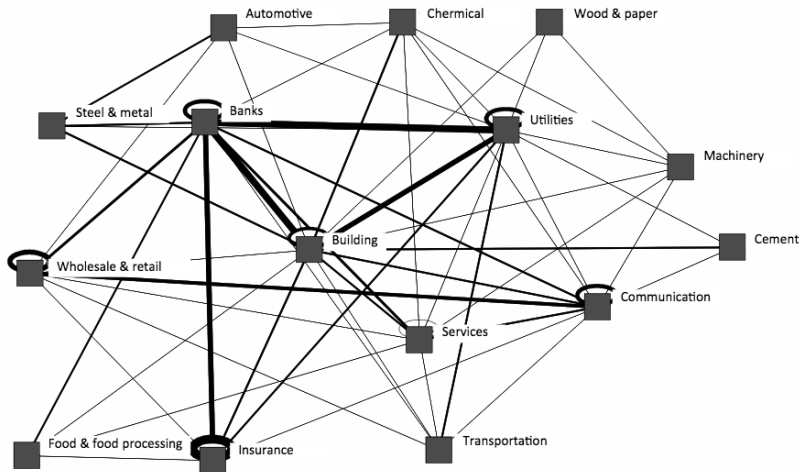 Automotive
Chemical
Wood & paper
Steel & metal
Banks
Utilities
Machinery
Building
Cement
Wholesale & retail
Communication
Services
Food & food processing
Insurance
Transportation